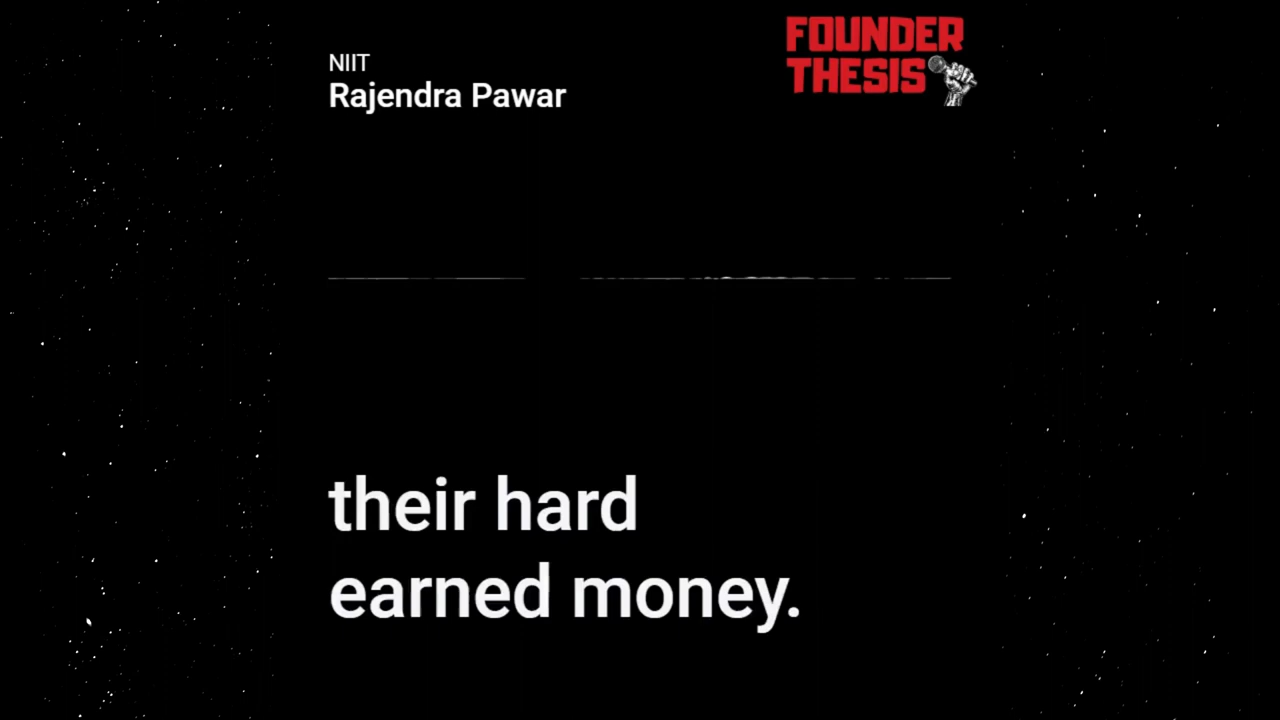 NIIT
Rajendra Pawar
FOUNDER
THESIS
their hard
earned money.